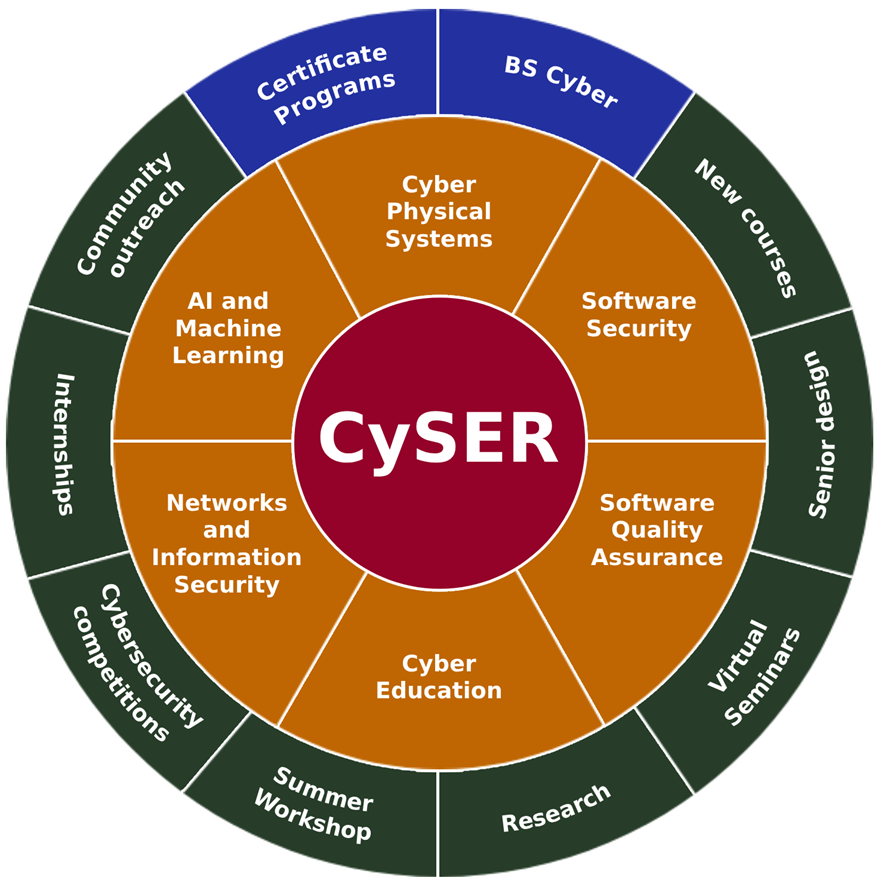 Certificate
Programs
BS Cyber
New courses
Senior design
Virtual
Seminars
Research
Summer
Workshop
Cybersecurity
competitions
Internships
Community
outreach
Cyber
Physical
Systems
Software
Security
Software
Quality
Assurance
Cyber
Education
Networks
and
Information
Security
AI and
Machine
Learning
CySER